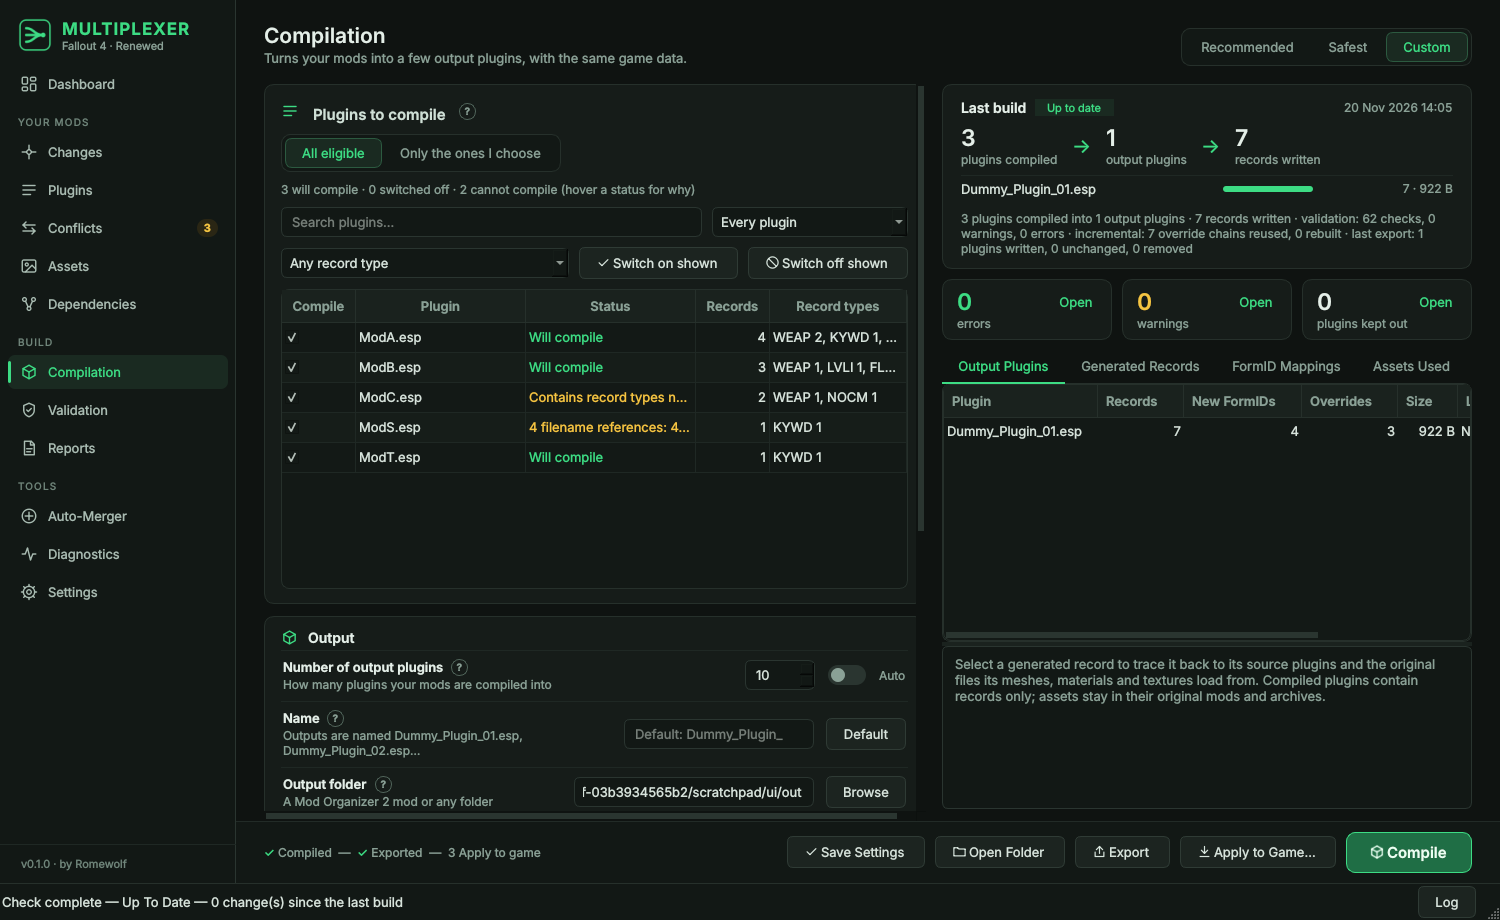 MULTIPLEXER
Fallout 4 · Renewed
Dashboard
YOUR MODS
Changes
Plugins
Conflicts 3
Assets
Dependencies
BUILD
Compilation
Validation
Reports
TOOLS
Auto-Merger
Diagnostics
Settings
v0.1.0 · by Romewolf
Compilation
Turns your mods into a few output plugins, with the same game data.
Recommended Safest Custom
Plugins to compile ?
All eligible Only the ones I choose
3 will compile · 0 switched off · 2 cannot compile (hover a status for why)
Search plugins... Every plugin
Any record type Switch on shown Switch off shown
Compile Plugin Status Records Record types
ModA.esp Will compile 4 WEAP 2, KYWD 1, ...
ModB.esp Will compile 3 WEAP 1, LVLI 1, FL...
ModC.esp Contains record types n... 2 WEAP 1, NOCM 1
ModS.esp 4 filename references: 4... 1 KYWD 1
ModT.esp Will compile 1 KYWD 1
Output
Number of output plugins ?
How many plugins your mods are compiled into
10 Auto
Name ?
Outputs are named Dummy_Plugin_01.esp,
Dummy_Plugin_02.esp...
Default: Dummy_Plugin_ Default
Output folder ?
A Mod Organizer 2 mod or any folder
f-03b3934565b2/scratchpad/ui/out Browse
Last build Up to date 20 Nov 2026 14:05
3 1 7
plugins compiled output plugins records written
Dummy_Plugin_01.esp 7 · 922 B
3 plugins compiled into 1 output plugins · 7 records written · validation: 62 checks, 0
warnings, 0 errors · incremental: 7 override chains reused, 0 rebuilt · last export: 1
plugins written, 0 unchanged, 0 removed
0 Open 0 Open 0 Open
errors warnings plugins kept out
Output Plugins Generated Records FormID Mappings Assets Used
Plugin Records New FormIDs Overrides Size L
Dummy_Plugin_01.esp 7 4 3 922 B N
Select a generated record to trace it back to its source plugins and the original
files its meshes, materials and textures load from. Compiled plugins contain
records only; assets stay in their original mods and archives.
Compiled — Exported — 3 Apply to game
Save Settings Open Folder Export Apply to Game... Compile
Check complete — Up To Date — 0 change(s) since the last build
Log